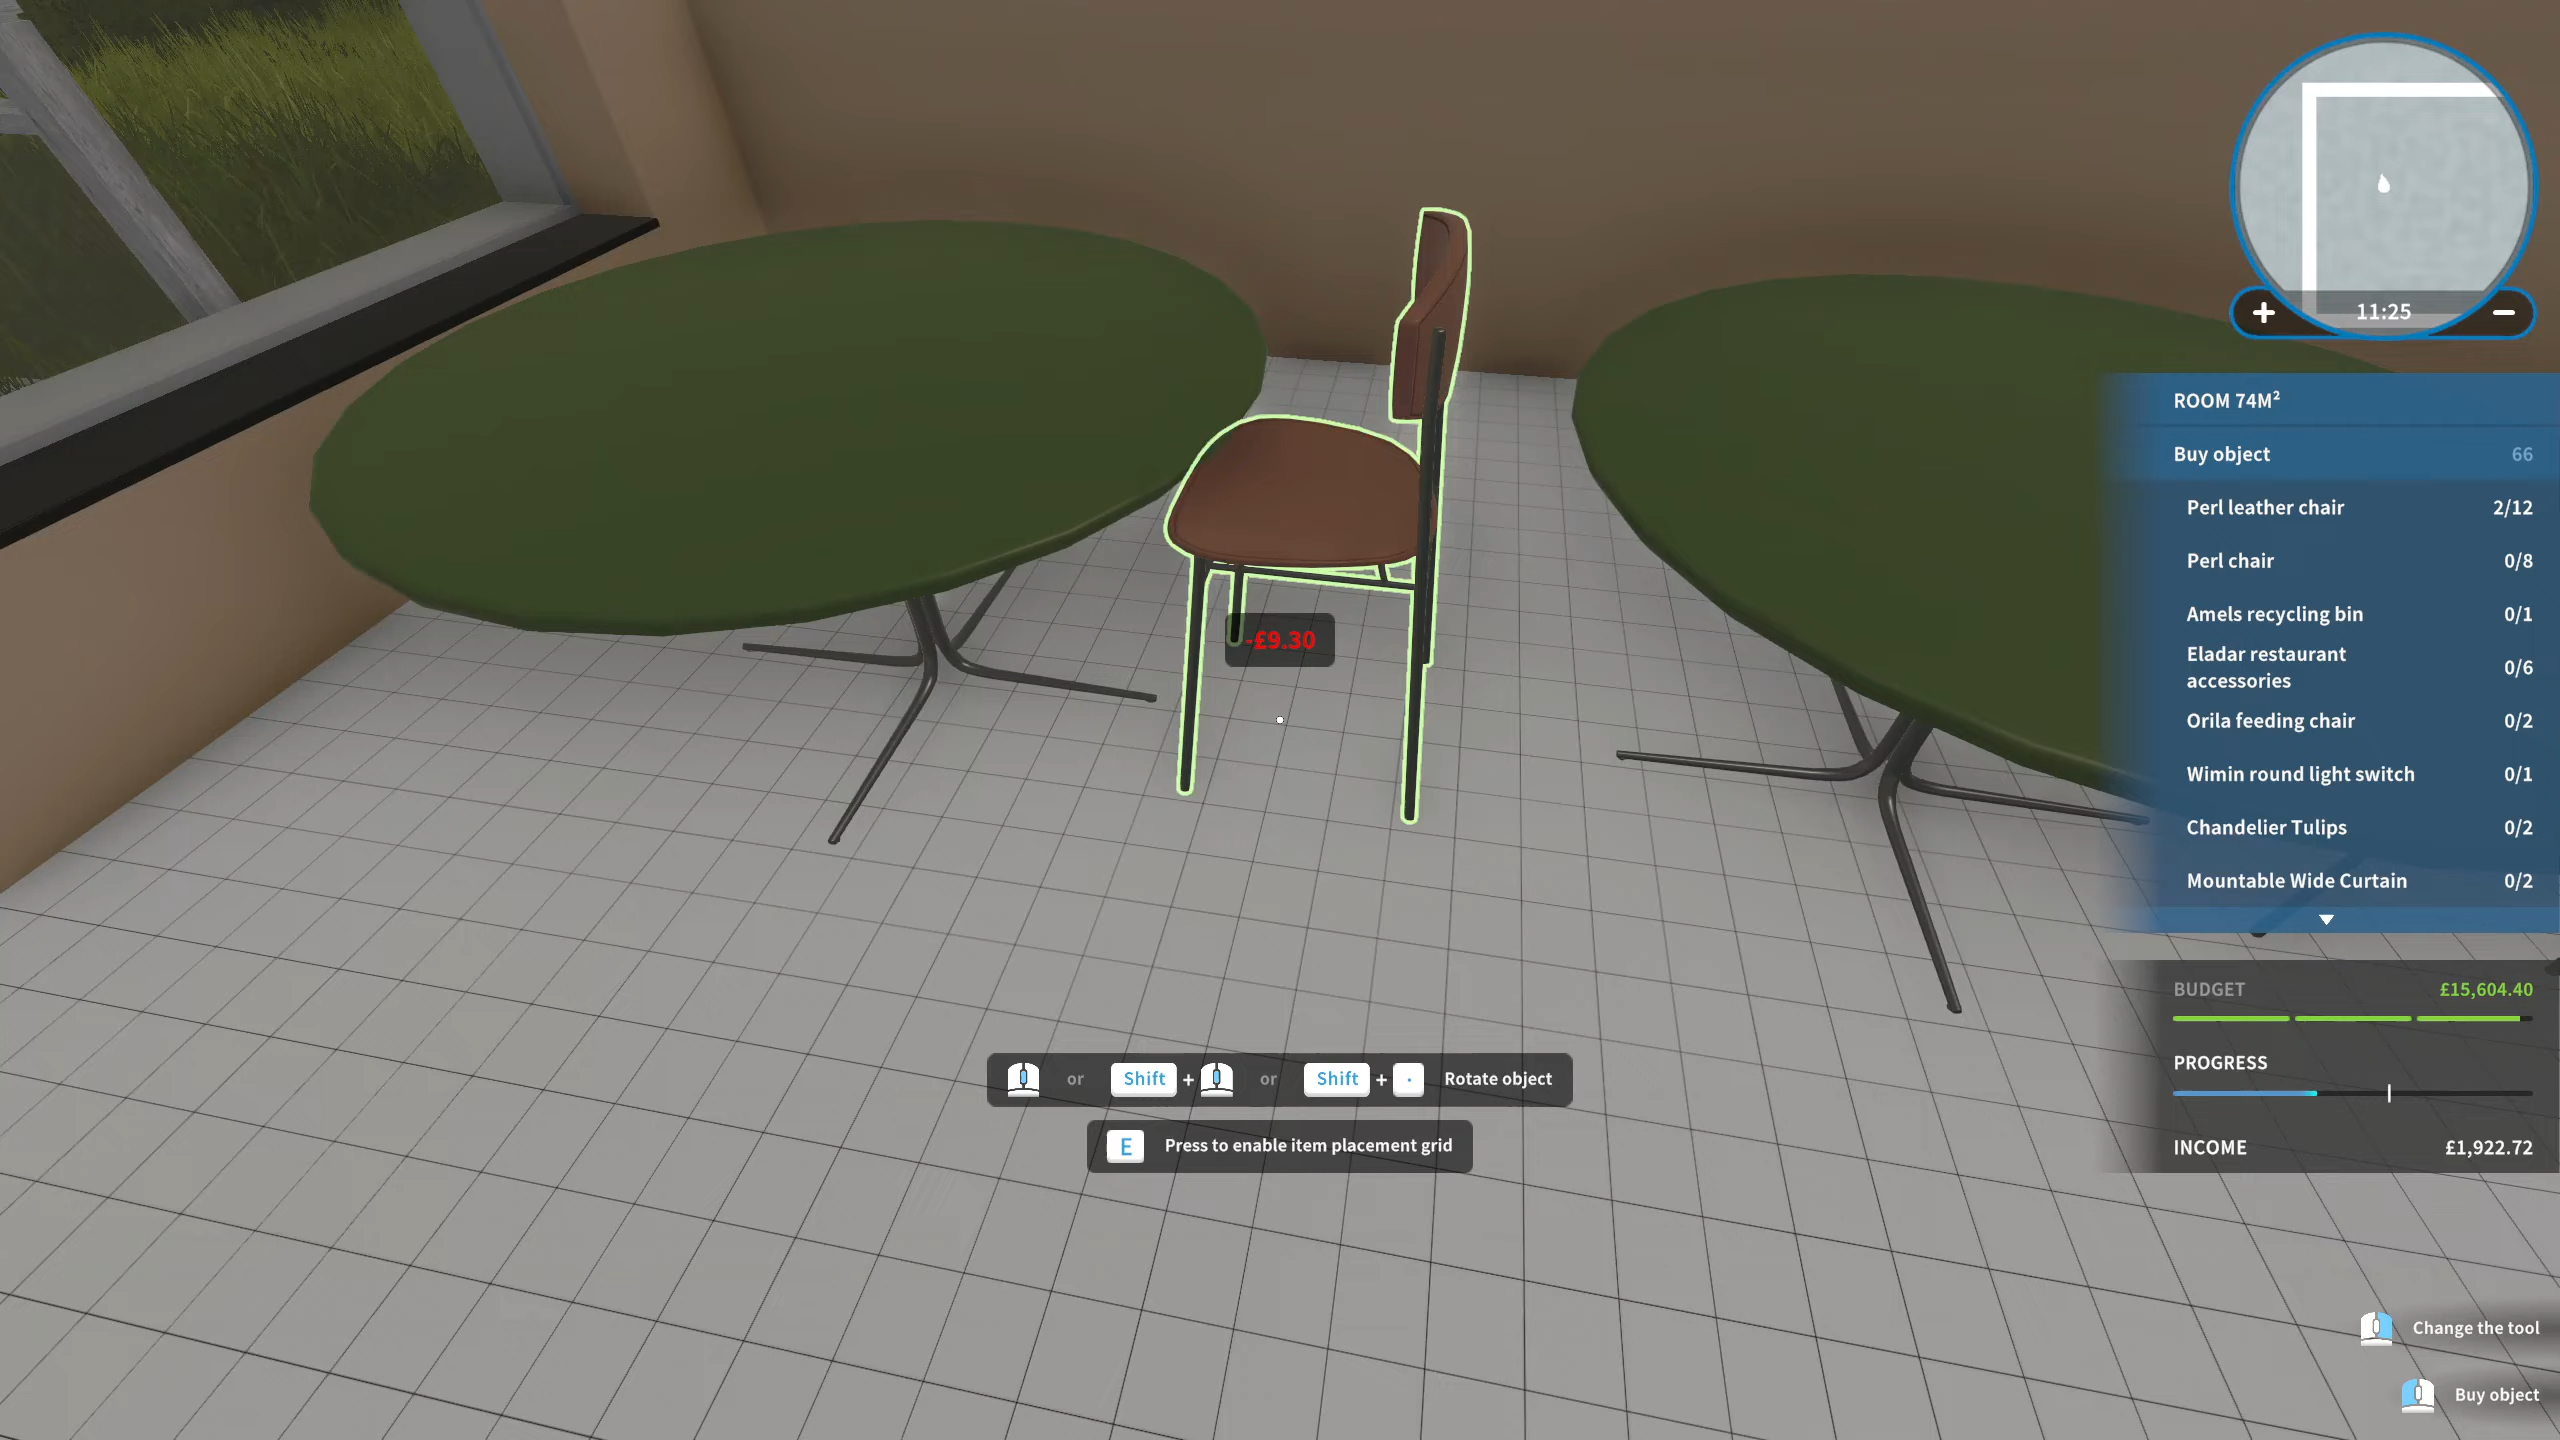 11:25
ROOM 74M²
Buy object 66
Perl leather chair 2/12
Perl chair 0/8
Amels recycling bin 0/1
Eladar restaurant
accessories 0/6
Orila feeding chair 0/2
Wimin round light switch 0/1
Chandelier Tulips 0/2
Mountable Wide Curtain 0/2
-£9.30
BUDGET £15,604.40
PROGRESS
INCOME £1,922.72
or Shift + or Shift + · Rotate object
E Press to enable item placement grid
Change the tool
Buy object